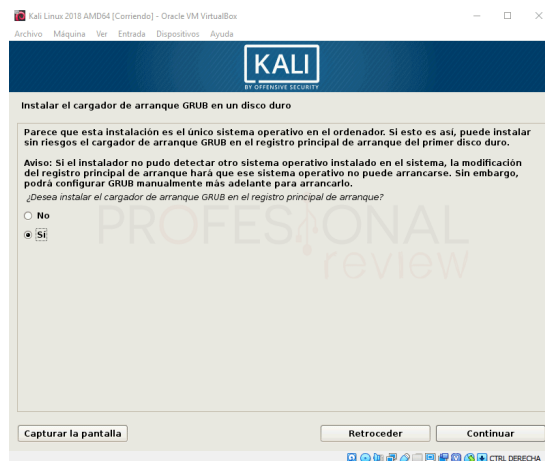 Kali Linux 2018 AMD64 [Corriendo] - Oracle VM VirtualBox
Archivo Máquina Ver Entrada Dispositivos Ayuda
KALI
BY OFFENSIVE SECURITY
Instalar el cargador de arranque GRUB en un disco duro
Parece que esta instalación es el único sistema operativo en el ordenador. Si esto es así, puede instalar
sin riesgos el cargador de arranque GRUB en el registro principal de arranque del primer disco duro.
Aviso: Si el instalador no pudo detectar otro sistema operativo instalado en el sistema, la modificación
del registro principal de arranque hará que ese sistema operativo no puede arrancarse. Sin embargo,
podrá configurar GRUB manualmente más adelante para arrancarlo.
¿Desea instalar el cargador de arranque GRUB en el registro principal de arranque?
No
Sí
PROFESIONAL
review
Capturar la pantalla
Retroceder
Continuar
CTRL DERECHA